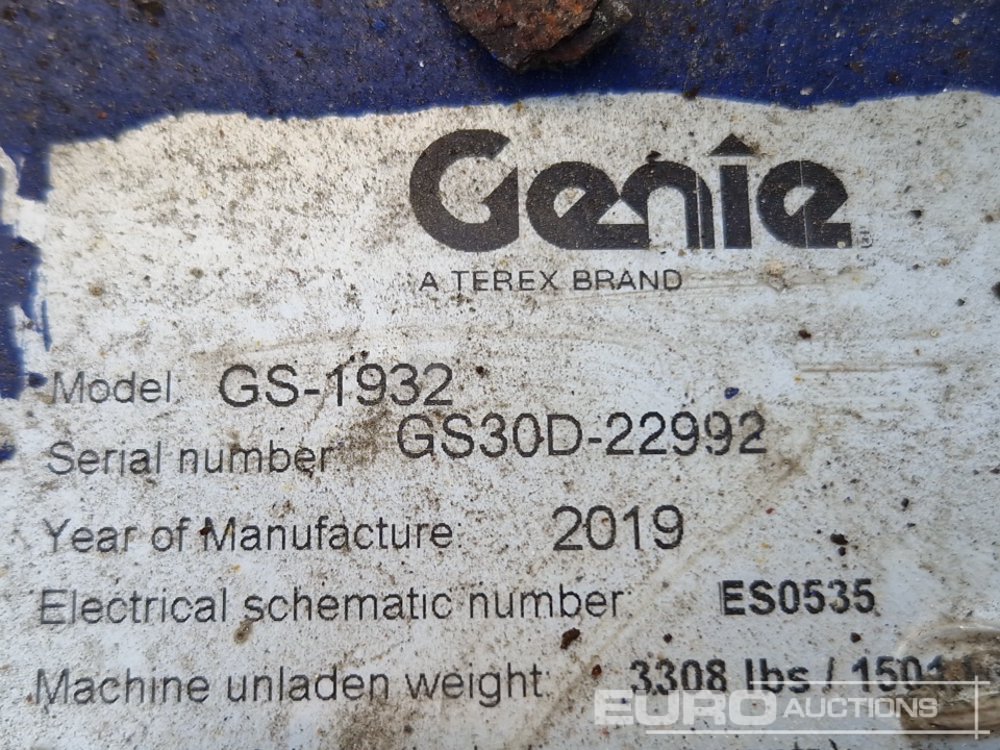 Genie
A TEREX BRAND
Model GS-1932
Serial number GS30D-22992
Year of Manufacture: 2019
Electrical schematic number: ES0535
Machine unladen weight: 3308 lbs / 1501
EURO AUCTIONS